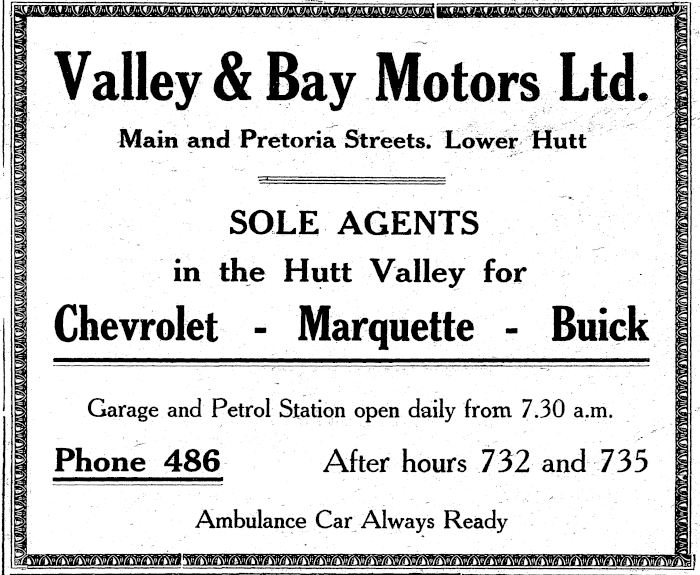 Valley & Bay Motors Ltd.
Main and Pretoria Streets. Lower Hutt
SOLE AGENTS
in the Hutt Valley for
Chevrolet - Marquette - Buick
Garage and Petrol Station open daily from 7.30 a.m.
Phone 486 After hours 732 and 735
Ambulance Car Always Ready